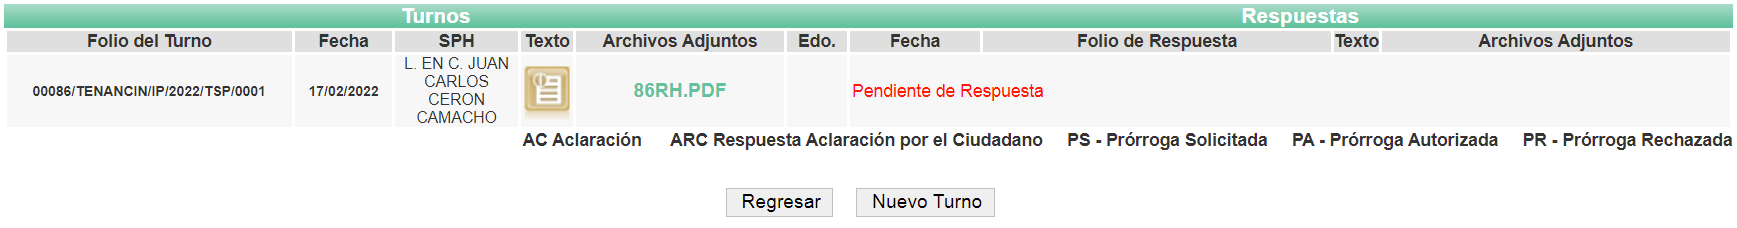 Turnos Respuestas
Folio del Turno Fecha SPH Texto Archivos Adjuntos Edo. Fecha Folio de Respuesta Texto Archivos Adjuntos
00086/TENANCIN/IP/2022/TSP/0001 17/02/2022
L. EN C. JUAN
CARLOS
CERON
CAMACHO
86RH.PDF
Pendiente de Respuesta
AC Aclaración ARC Respuesta Aclaración por el Ciudadano PS - Prórroga Solicitada PA - Prórroga Autorizada PR - Prórroga Rechazada
Regresar Nuevo Turno